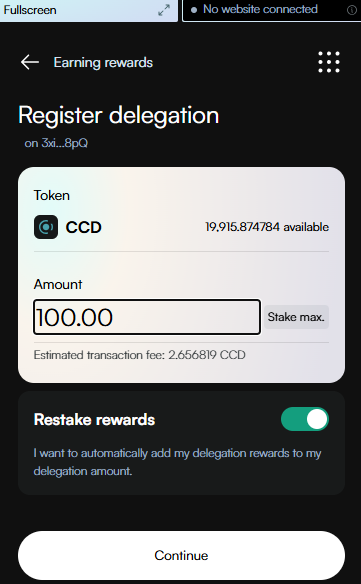 Fullscreen
No website connected
Earning rewards
Register delegation
on 3xi...8pQ
Token
CCD
19,915.874784 available
Amount
100.00
Stake max.
Estimated transaction fee: 2.656819 CCD
Restake rewards
I want to automatically add my delegation rewards to my
delegation amount.
Continue